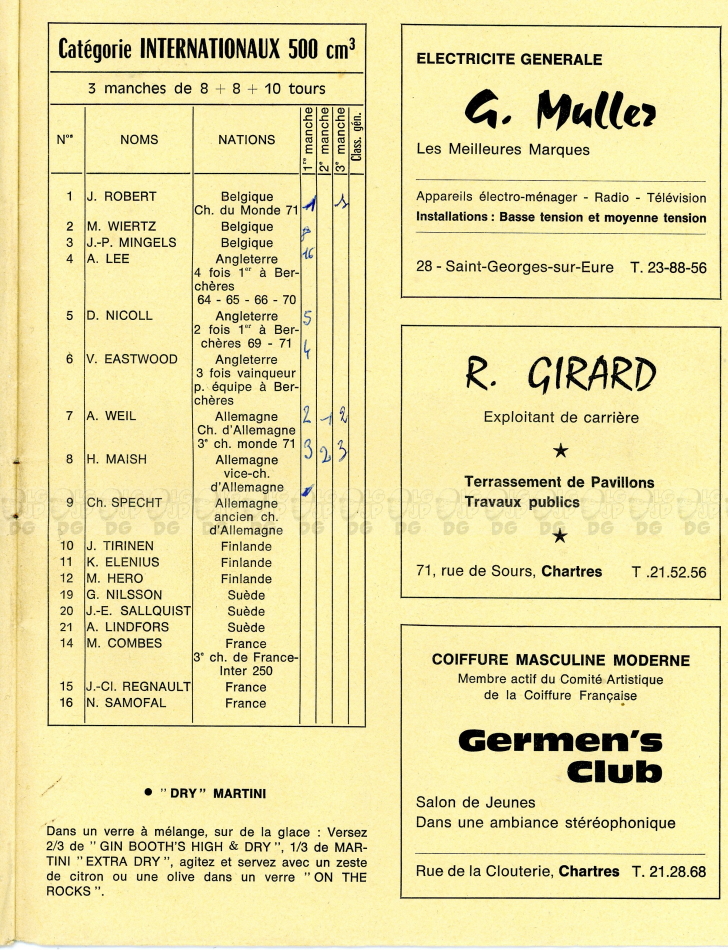 Catégorie INTERNATIONAUX 500 cm³
3 manches de 8 + 8 + 10 tours
Nᵒˢ NOMS NATIONS 1ʳᵉ manche 2ᵉ manche 3ᵉ manche Class. gén.
1 J. ROBERT Belgique
Ch. du Monde 71 1
2 M. WIERTZ Belgique 8
3 J.-P. MINGELS Belgique
4 A. LEE Angleterre 16
4 fois 1ᵉʳ à Ber-
chères
64 - 65 - 66 - 70
5 D. NICOLL Angleterre 5
2 fois 1ᵉʳ à Ber-
chères 69 - 71
6 V. EASTWOOD Angleterre 4
3 fois vainqueur
p. équipe à Ber-
chères
7 A. WEIL Allemagne 2 1 2
Ch. d'Allemagne
3ᵉ ch. monde 71
8 H. MAISH Allemagne 3 2 3
vice-ch.
d'Allemagne
9 Ch. SPECHT Allemagne
ancien ch.
d'Allemagne
10 J. TIRINEN Finlande
11 K. ELENIUS Finlande
12 M. HERO Finlande
19 G. NILSSON Suède
20 J.-E. SALLQUIST Suède
21 A. LINDFORS Suède
14 M. COMBES France
3ᵉ ch. de France-
Inter 250
15 J.-Cl. REGNAULT France
16 N. SAMOFAL France
● "DRY" MARTINI
Dans un verre à mélange, sur de la glace : Versez
2/3 de "GIN BOOTH'S HIGH & DRY", 1/3 de MAR-
TINI "EXTRA DRY", agitez et servez avec un zeste
de citron ou une olive dans un verre "ON THE
ROCKS".
ELECTRICITE GENERALE
G. Muller
Les Meilleures Marques
Appareils électro-ménager - Radio - Télévision
Installations : Basse tension et moyenne tension
28 - Saint-Georges-sur-Eure T. 23-88-56
R. GIRARD
Exploitant de carrière
★
Terrassement de Pavillons
Travaux publics
★
71, rue de Sours, Chartres T .21.52.56
COIFFURE MASCULINE MODERNE
Membre actif du Comité Artistique
de la Coiffure Française
Germen's
Club
Salon de Jeunes
Dans une ambiance stéréophonique
Rue de la Clouterie, Chartres T. 21.28.68